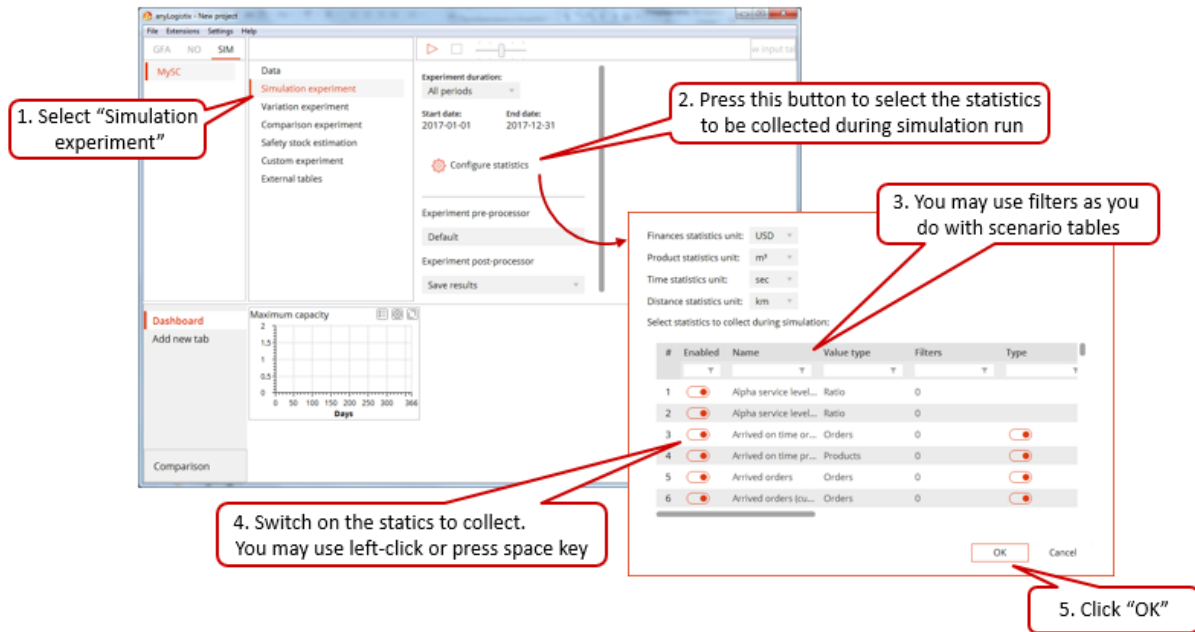 anyLogistix - New project
File Extensions Settings Help
GFA NO SIM
w input tab
MySC
Data
Simulation experiment
Variation experiment
Comparison experiment
Safety stock estimation
Custom experiment
External tables
Experiment duration:
All periods
Start date: End date:
2017-01-01 2017-12-31
Configure statistics
Experiment pre-processor
Default
Experiment post-processor
Save results
1. Select “Simulation
experiment”
2. Press this button to select the statistics
to be collected during simulation run
3. You may use filters as you
do with scenario tables
Finances statistics unit: USD
Product statistics unit: m³
Time statistics unit: sec
Distance statistics unit: km
Select statistics to collect during simulation:
# Enabled Name Value type Filters Type
1 Alpha service level... Ratio 0
2 Alpha service level... Ratio 0
3 Arrived on time or... Orders 0
4 Arrived on time pr... Products 0
5 Arrived orders Orders 0
6 Arrived orders (cu... Orders 0
OK Cancel
Dashboard
Add new tab
Comparison
Maximum capacity
2
1.5
1
0.5
0
0 50 100 150 200 250 300 366
Days
4. Switch on the statics to collect.
You may use left-click or press space key
5. Click “OK”